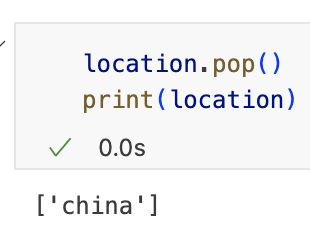 location.pop()
print(location)
0.0s
['china']